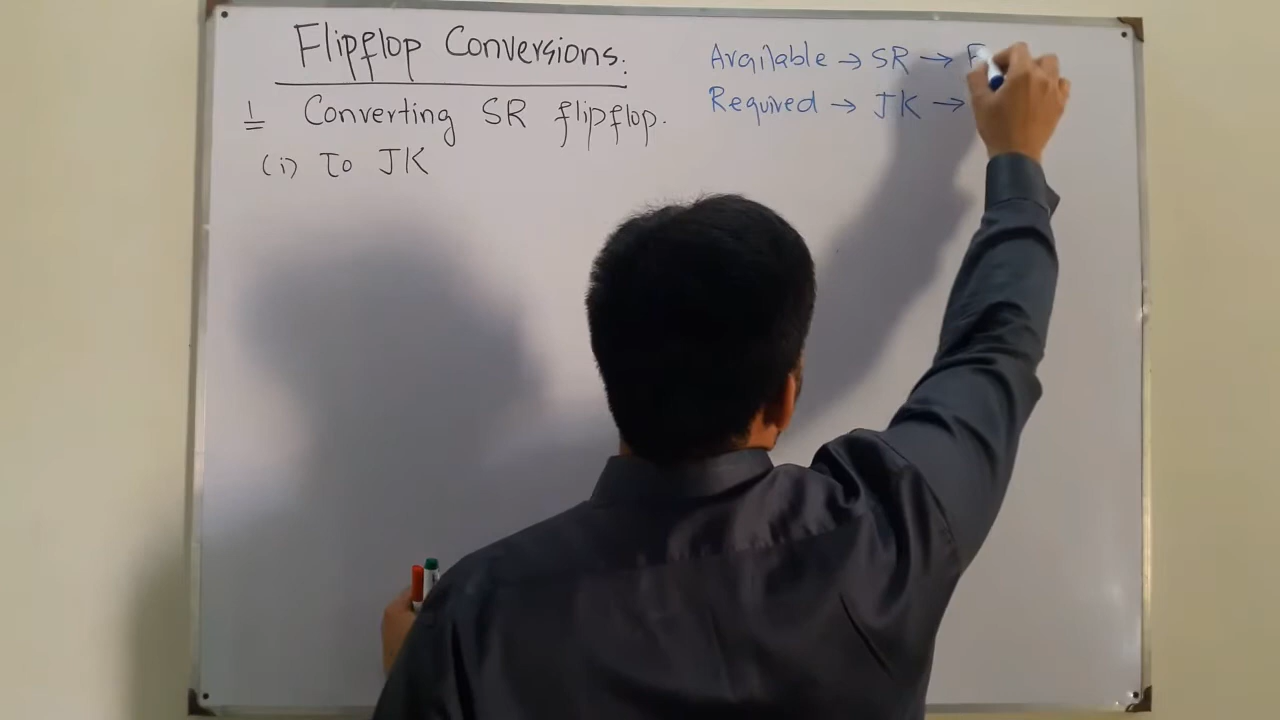 Flipflop Conversions:
1 Converting SR flipflop.
(i) To JK
Available → SR →
Required → JK →